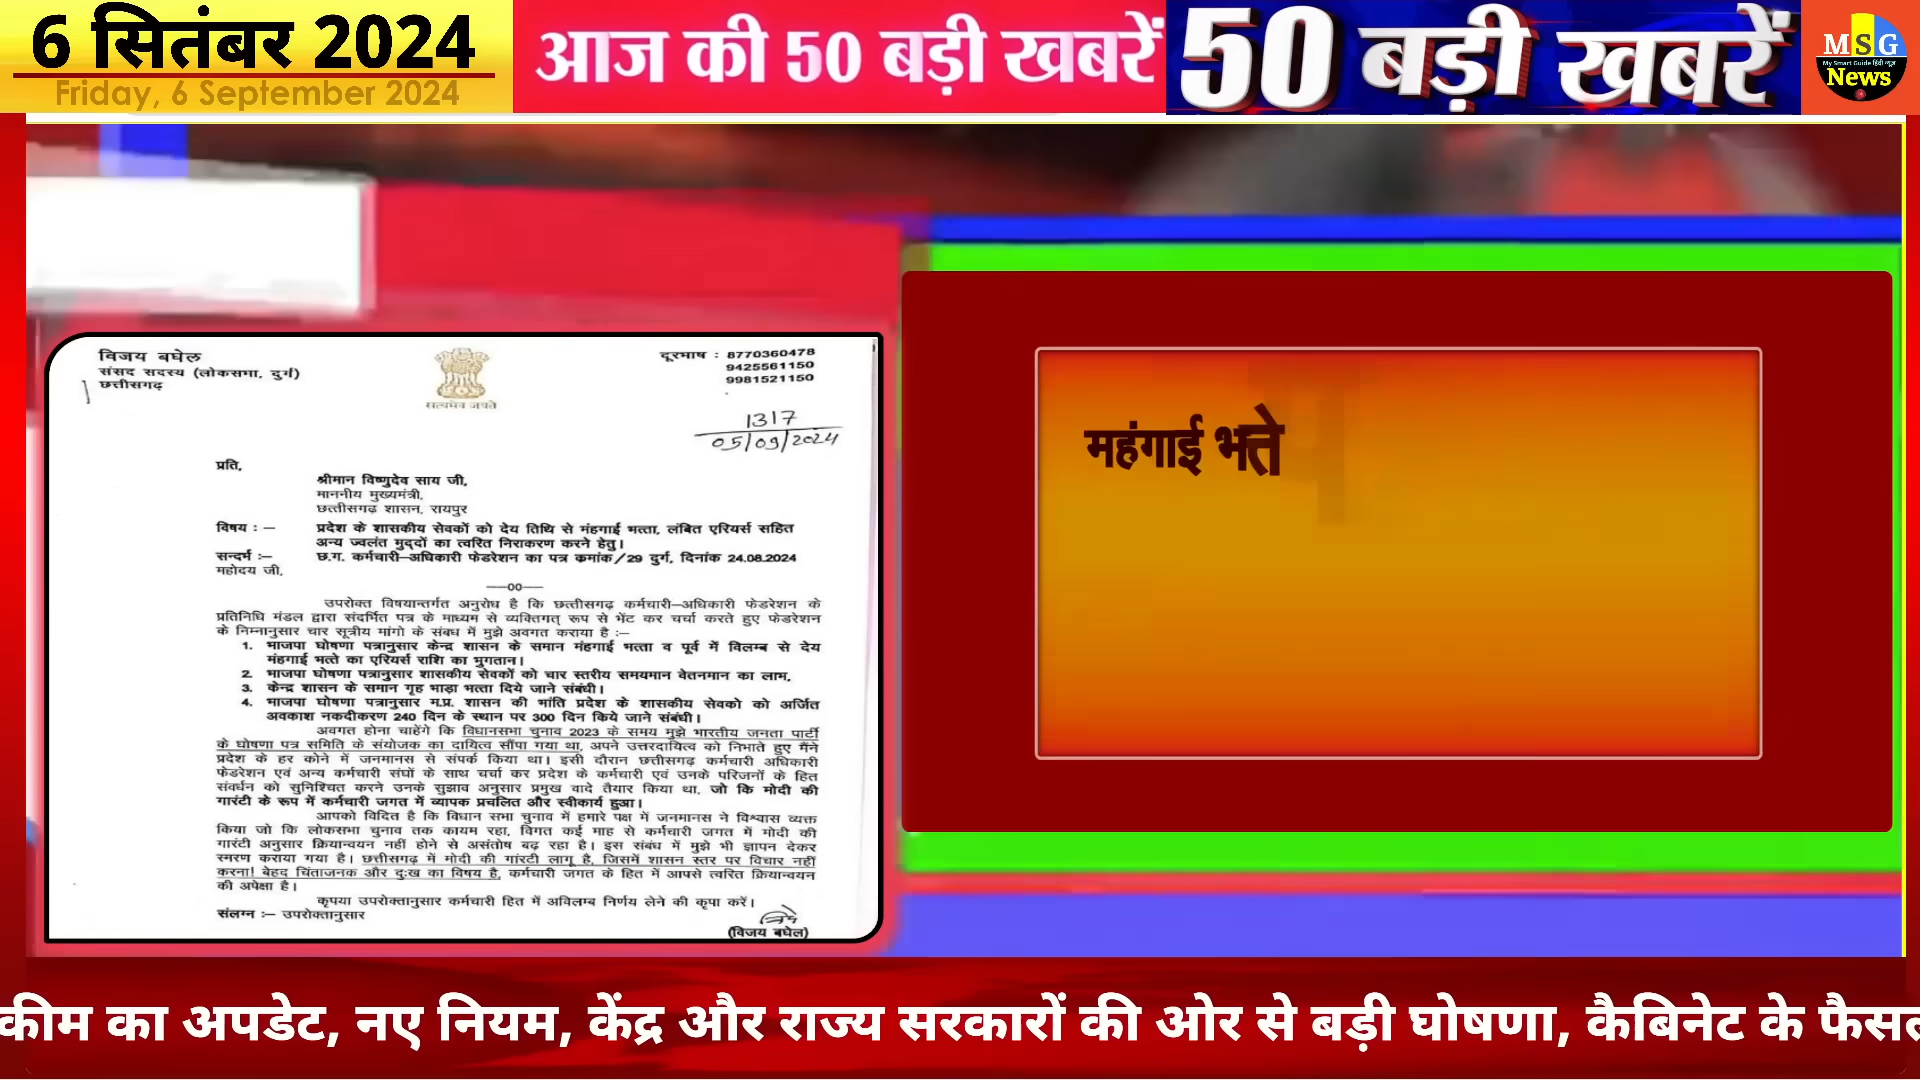 6 सितंबर 2024
Friday, 6 September 2024
आज की 50 बड़ी खबरें
50 बड़ी खबरें
MSG
My Smart Guide हिंदी न्यूज़
News
विजय बघेल
संसद सदस्य (लोकसभा, दुर्ग)
छत्तीसगढ़
सत्यमेव जयते
दूरभाष : 8770360478
9425561150
9981521150
1317
05/09/2024
प्रति,
श्रीमान विष्णुदेव साय जी,
माननीय मुख्यमंत्री,
छत्तीसगढ़ शासन, रायपुर
विषय : — प्रदेश के शासकीय सेवकों को देय तिथि से मंहगाई भत्ता, लंबित एरियर्स सहित
अन्य ज्वलंत मुद्दों का त्वरित निराकरण करने हेतु।
सन्दर्भ :— छ.ग. कर्मचारी–अधिकारी फेडरेशन का पत्र क्रमांक/29 दुर्ग, दिनांक 24.08.2024
महोदय जी,
——00——
उपरोक्त विषयान्तर्गत अनुरोध है कि छत्तीसगढ़ कर्मचारी–अधिकारी फेडरेशन के
प्रतिनिधि मंडल द्वारा संदर्भित पत्र के माध्यम से व्यक्तिगत् रूप से भेंट कर चर्चा करते हुए फेडरेशन
के निम्नानुसार चार सूत्रीय मांगो के संबध में मुझे अवगत कराया है :—
1. भाजपा घोषणा पत्रानुसार केन्द्र शासन के समान मंहगाई भत्ता व पूर्व में विलम्ब से देय
मंहगाई भत्ते का एरियर्स राशि का भुगतान।
2. भाजपा घोषणा पत्रानुसार शासकीय सेवकों को चार स्तरीय समयमान वेतनमान का लाभ,
3. केन्द्र शासन के समान गृह भाड़ा भत्ता दिये जाने संबंधी।
4. भाजपा घोषणा पत्रानुसार म.प्र. शासन की भांति प्रदेश के शासकीय सेवको को अर्जित
अवकाश नकदीकरण 240 दिन के स्थान पर 300 दिन किये जाने संबंधी।
अवगत होना चाहेंगे कि विधानसभा चुनाव 2023 के समय मुझे भारतीय जनता पार्टी
के घोषणा पत्र समिति के संयोजक का दायित्व सौंपा गया था, अपने उत्तरदायित्व को निभाते हुए मैंने
प्रदेश के हर कोने में जनमानस से संपर्क किया था। इसी दौरान छत्तीसगढ़ कर्मचारी अधिकारी
फेडरेशन एवं अन्य कर्मचारी संघों के साथ चर्चा कर प्रदेश के कर्मचारी एवं उनके परिजनों के हित
संवर्धन को सुनिश्चित करने उनके सुझाव अनुसार प्रमुख वादे तैयार किया था, जो कि मोदी की
गारंटी के रूप में कर्मचारी जगत में व्यापक प्रचलित और स्वीकार्य हुआ।
आपको विदित है कि विधान सभा चुनाव में हमारे पक्ष में जनमानस ने विश्वास व्यक्त
किया जो कि लोकसभा चुनाव तक कायम रहा, विगत कई माह से कर्मचारी जगत में मोदी की
गारंटी अनुसार क्रियान्वयन नहीं होने से असंतोष बढ़ रहा है। इस संबंध में मुझे भी ज्ञापन देकर
स्मरण कराया गया है। छत्तीसगढ़ में मोदी की गांरटी लागू है, जिसमें शासन स्तर पर विचार नहीं
करना! बेहद चिंताजनक और दुःख का विषय है, कर्मचारी जगत के हित में आपसे त्वरित क्रियान्वयन
की अपेक्षा है।
कृपया उपरोक्तानुसार कर्मचारी हित में अविलम्ब निर्णय लेने की कृपा करें।
संलग्न :— उपरोक्तानुसार
(विजय बघेल)
महंगाई भत्ते
कीम का अपडेट, नए नियम, केंद्र और राज्य सरकारों की ओर से बड़ी घोषणा, कैबिनेट के फैसल